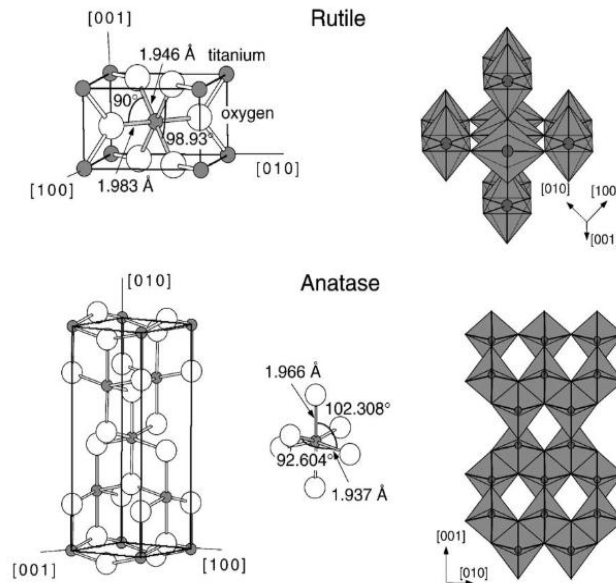 Rutile
[001]
1.946 Å
titanium
90°
oxygen
98.93°
[010]
[100]
1.983 Å
[010]
[100]
[001]
Anatase
[010]
1.966 Å
102.308°
92.604°
1.937 Å
[001]
[100]
[001]
[010]